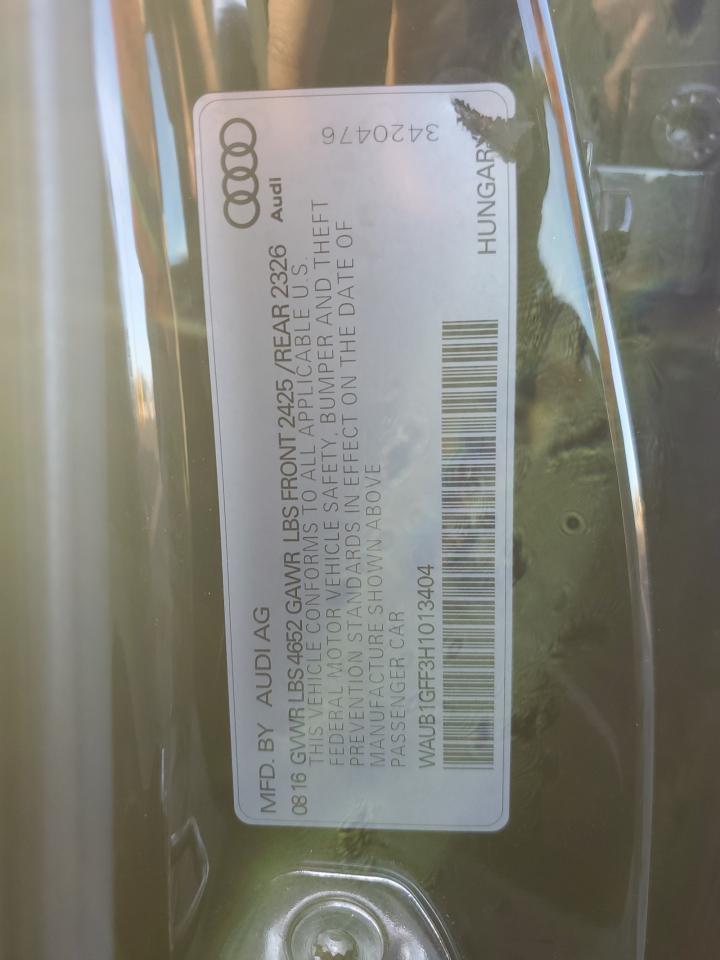 MFD. BY AUDI AG
Audi
0816 GVWR LBS 4652 GAWR LBS FRONT 2425 /REAR 2326
THIS VEHICLE CONFORMS TO ALL APPLICABLE U.S.
FEDERAL MOTOR VEHICLE SAFETY, BUMPER AND THEFT
PREVENTION STANDARDS IN EFFECT ON THE DATE OF
MANUFACTURE SHOWN ABOVE
PASSENGER CAR
3420476
WAUB1GFF3H1013404
HUNGARY